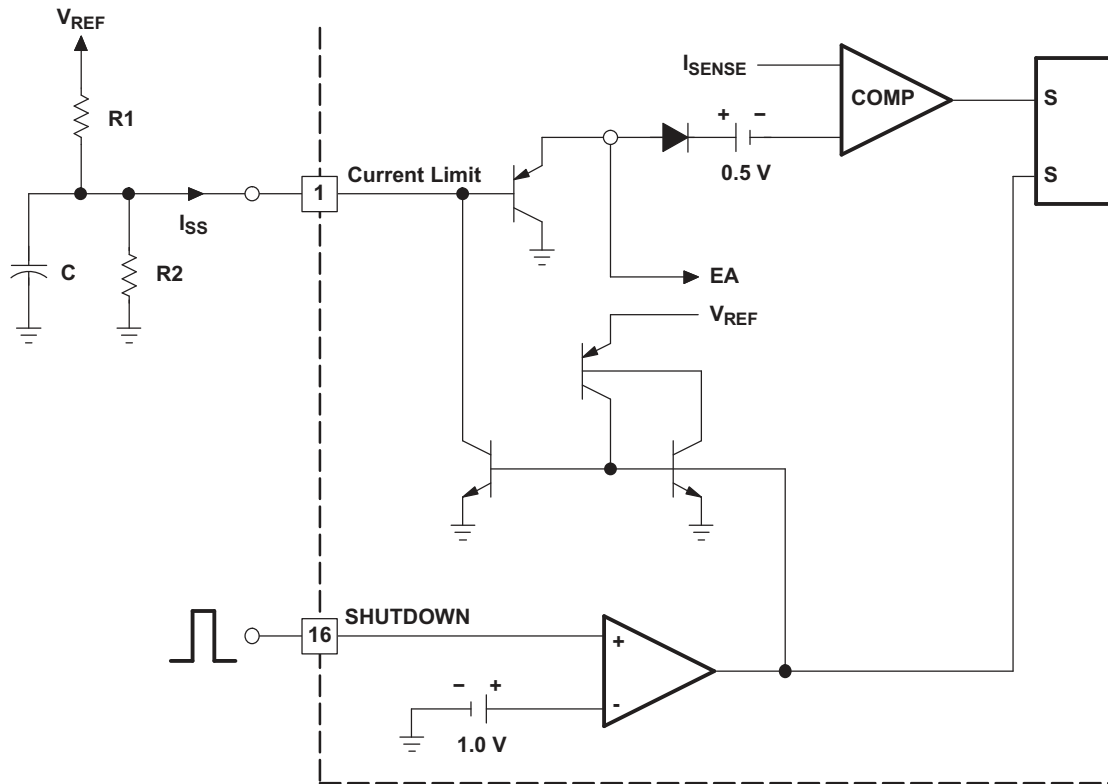 VREF
R1
ISENSE
COMP
S
+ −
0.5 V
1
Current Limit
ISS
S
C
R2
EA
VREF
16
SHUTDOWN
+
− +
-
1.0 V